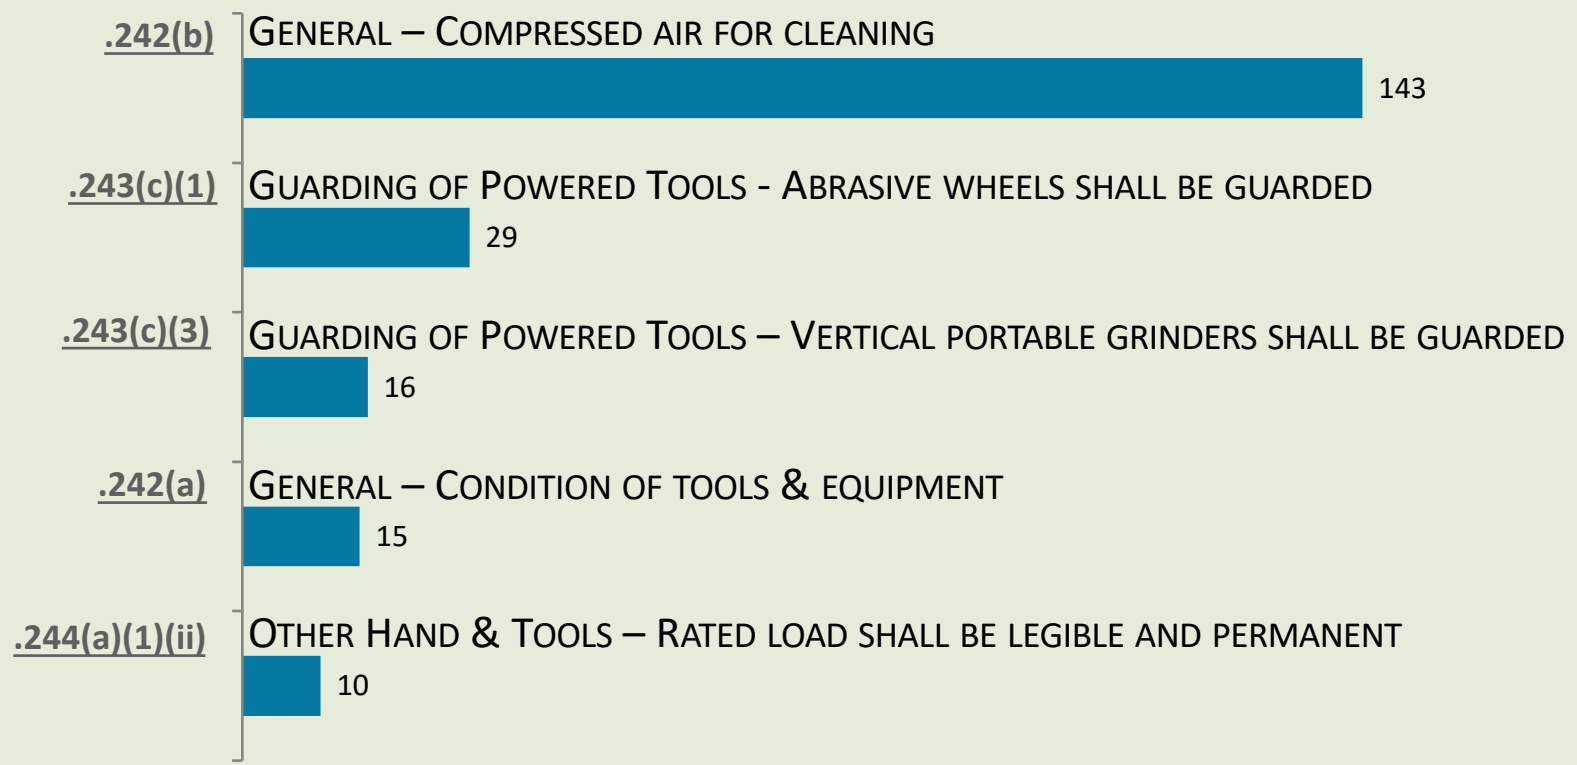 .242(b) General – Compressed air for cleaning
143
.243(c)(1) Guarding of Powered Tools - Abrasive wheels shall be guarded
29
.243(c)(3) Guarding of Powered Tools – Vertical portable grinders shall be guarded
16
.242(a) General – Condition of tools & equipment
15
.244(a)(1)(ii) Other Hand & Tools – Rated load shall be legible and permanent
10